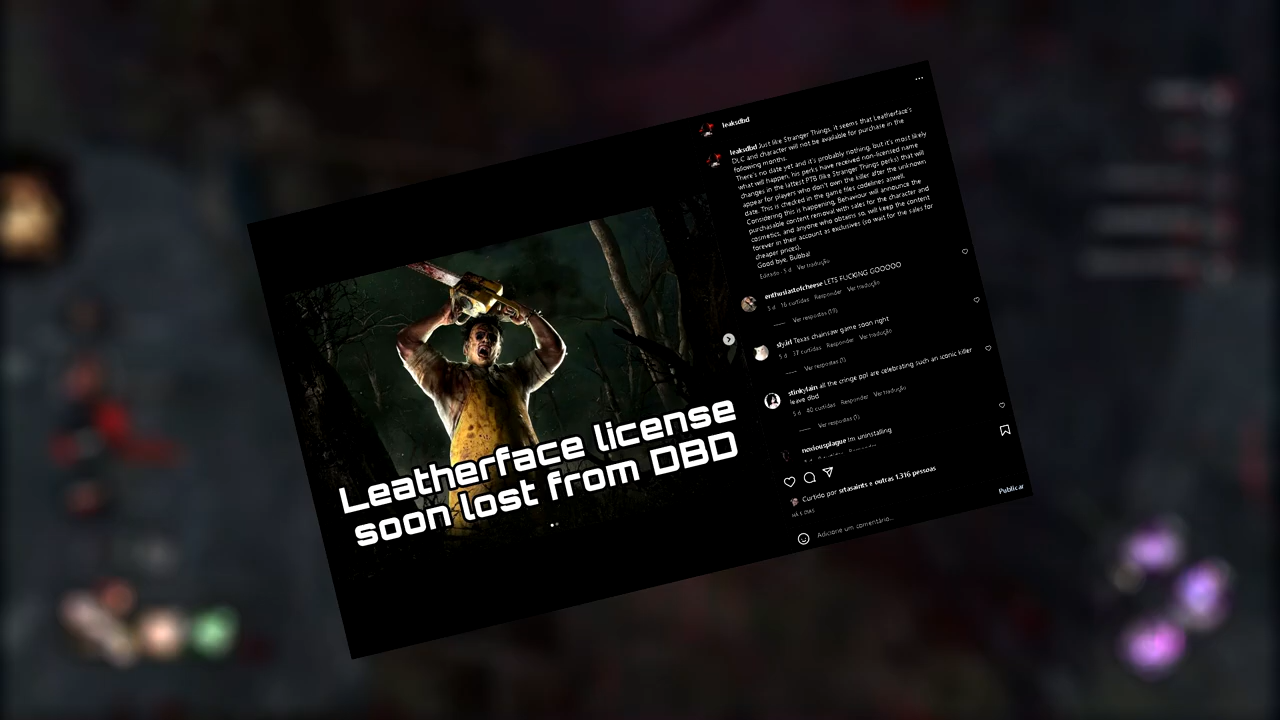 Leatherface license
soon lost from DBD
leaksdbd
leaksdbd Just like Stranger Things, it seems that Leatherface's
DLC and character will not be available for purchase in the
following months.
There's no date yet and it's probably nothing, but it's most likely
what will happen, his perks have received non-licensed name
changes in the lattest PTB (like Stranger Things perks) that will
appear for players who don't own the killer after the unknown
date. This is checked in the game files codelines aswell.
Considering this is happening, Behaviour will announce the
purchasable content removal with sales for the character and
cosmetics, and anyone who obtains so, will keep the content
forever in their account as exclusives (so wait for the sales for
cheaper prices).
Good bye, Bubba!
Editado · 5 d Ver tradução
enthusiastofcheese LETS FUCKING GOOOOO
5 d 16 curtidas Responder Ver tradução
Ver respostas (19)
Texas chainsaw game soon right
5 d 37 curtidas Responder Ver tradução
Ver respostas (1)
stinkylain all the cringe ppl are celebrating such an iconic killer
leave dbd
5 d 40 curtidas Responder Ver tradução
Ver respostas (1)
noxiousplague Im uninstalling
Curtido por sitasaints e outras 1.316 pessoas
HÁ 5 DIAS
Adicione um comentário...
Publicar